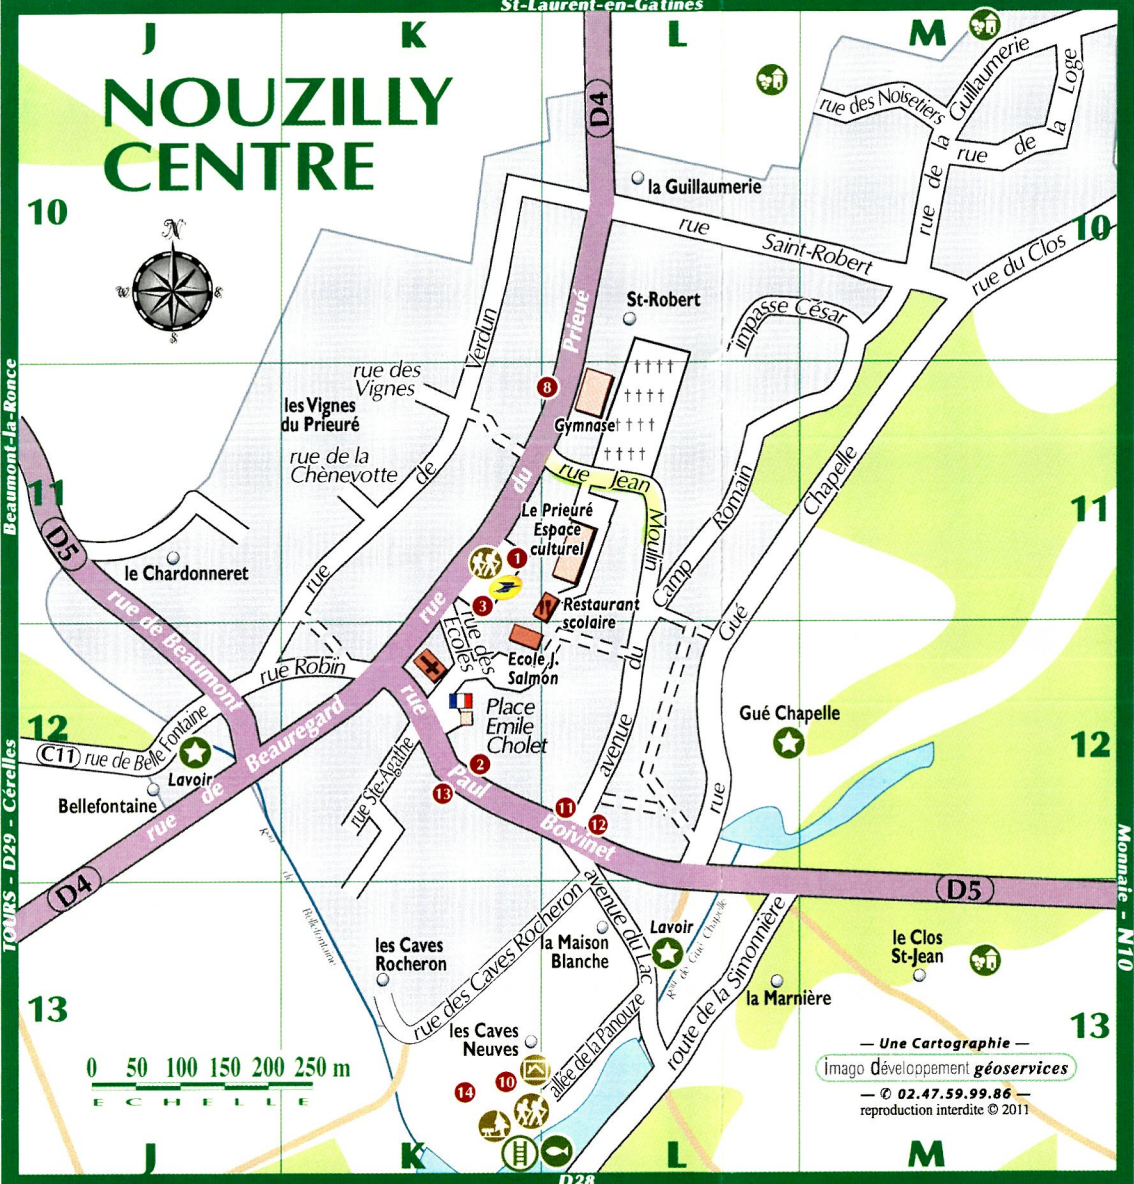 St-Laurent-en-Gâtines
J
K
L
M
NOUZILLY
CENTRE
N
W
E
S
10
10
11
11
12
12
13
13
D4
la Guillaumerie
rue des Noisetiers
rue de la Guillaumerie
rue de la Loge
rue Saint-Robert
rue du Clos
St-Robert
impasse César
rue du Prieué
rue de Verdun
rue des
Vignes
les Vignes
du Prieuré
rue de la
Chènevotte
8
Gymnase
rue Jean Moulin
Le Prieuré
Espace
culturel
1
3
Restaurant
scolaire
rue des
Ecoles
Ecole J.
Salmon
Place
Emile
Cholet
avenue du Camp Romain
rue Gué Chapelle
Gué Chapelle
Beaumont-la-Ronce
D5
le Chardonneret
rue de Beaumont
rue Robin
C11
rue de Belle Fontaine
Lavoir
Bellefontaine
rue de Beauregard
D4
TOURS - D29 - Cérelles
rue Ste-Agathe
rue Paul Boivinet
2
13
11
12
D5
Monnaie - N10
Bellefontaine
les Caves
Rocheron
rue des Caves Rocheron
la Maison
Blanche
avenue du Lac
Lavoir
Rau de Gué Chapelle
route de la Simonnière
la Marnière
le Clos
St-Jean
les Caves
Neuves
allée de la Panouze
10
14
0 50 100 150 200 250 m
ECHELLE
— Une Cartographie —
imago développement géoservices
— ✆ 02.47.59.99.86 —
reproduction interdite © 2011
J
K
L
M
D28